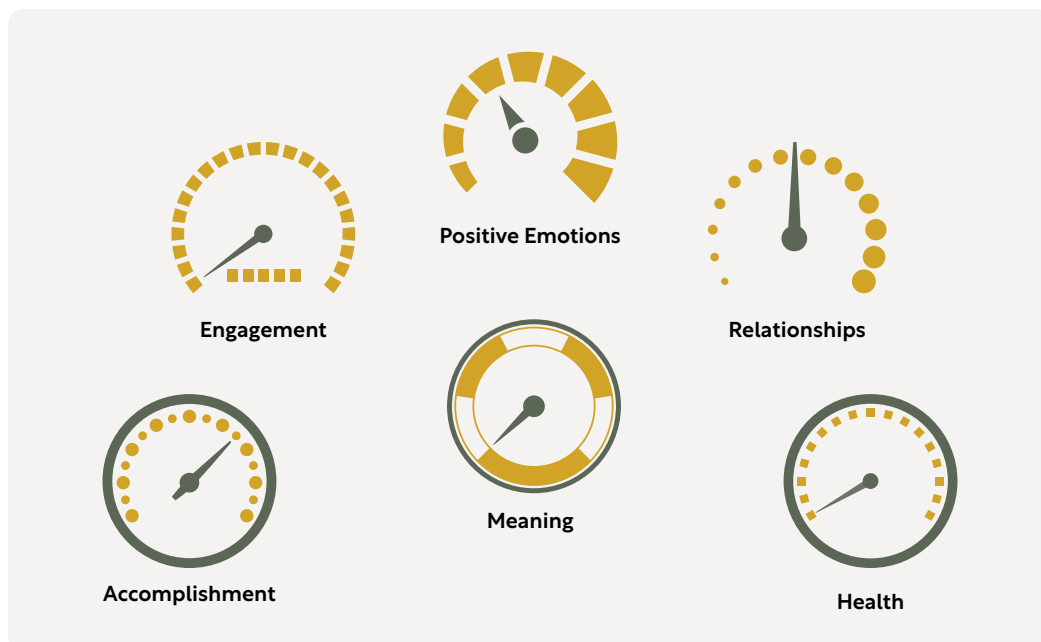 Positive Emotions
Engagement
Relationships
Meaning
Accomplishment
Health